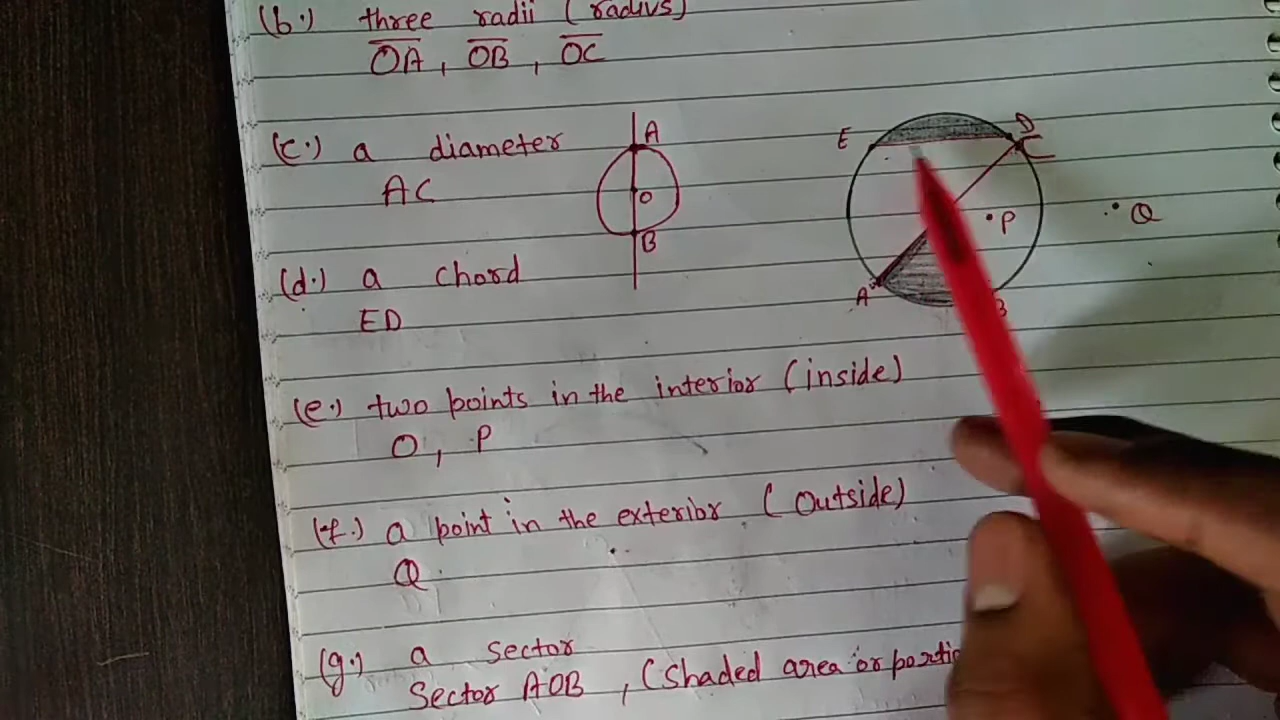 (b.) three radii (radius)
OA, OB, OC
(c.) a diameter
AC
A
O
B
E
D
C
P
Q
A
B
(d.) a chord
ED
(e.) two points in the interior (inside)
O, P
(f.) a point in the exterior (Outside)
Q
(g.) a sector
Sector AOB, (Shaded area or